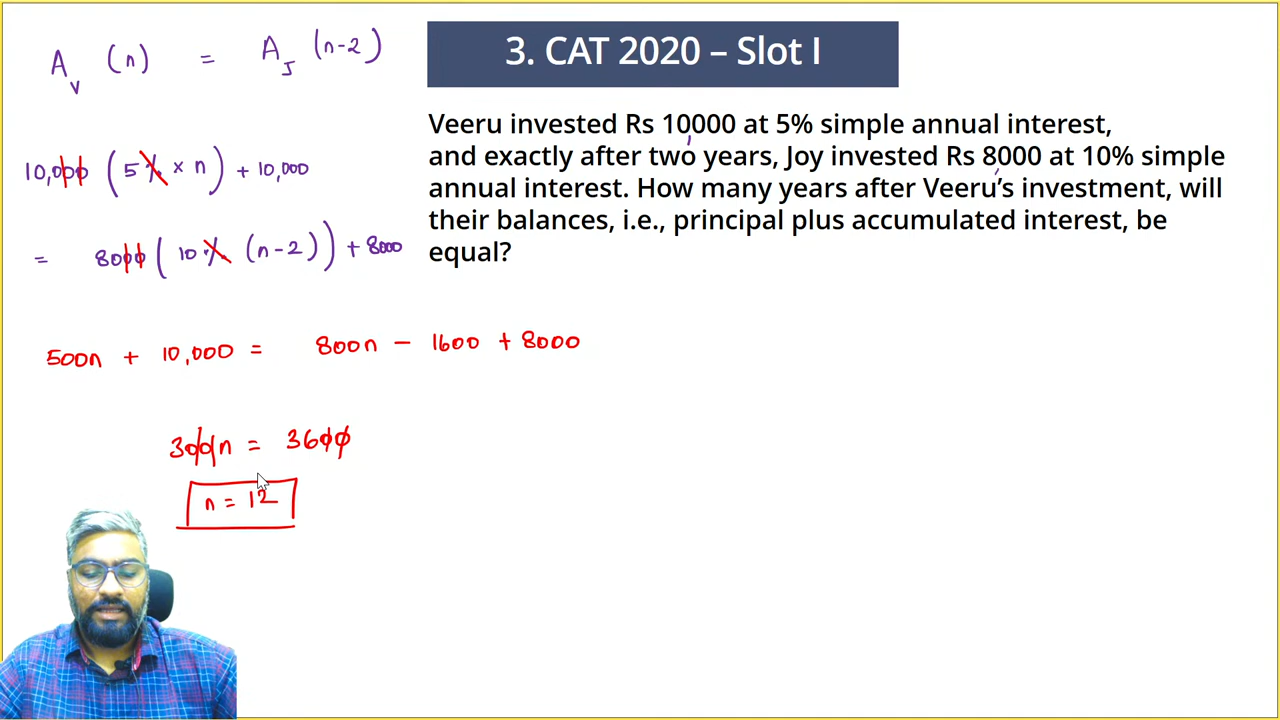 A_V (n) = A_J (n-2)
3. CAT 2020 – Slot I
Veeru invested Rs 10000 at 5% simple annual interest,
and exactly after two years, Joy invested Rs 8000 at 10% simple
annual interest. How many years after Veeru's investment, will
their balances, i.e., principal plus accumulated interest, be
equal?
10,000 (5% × n) + 10,000
= 8000 (10% (n-2)) + 8000
500n + 10,000 = 800n - 1600 + 8000
300n = 3600
n = 12